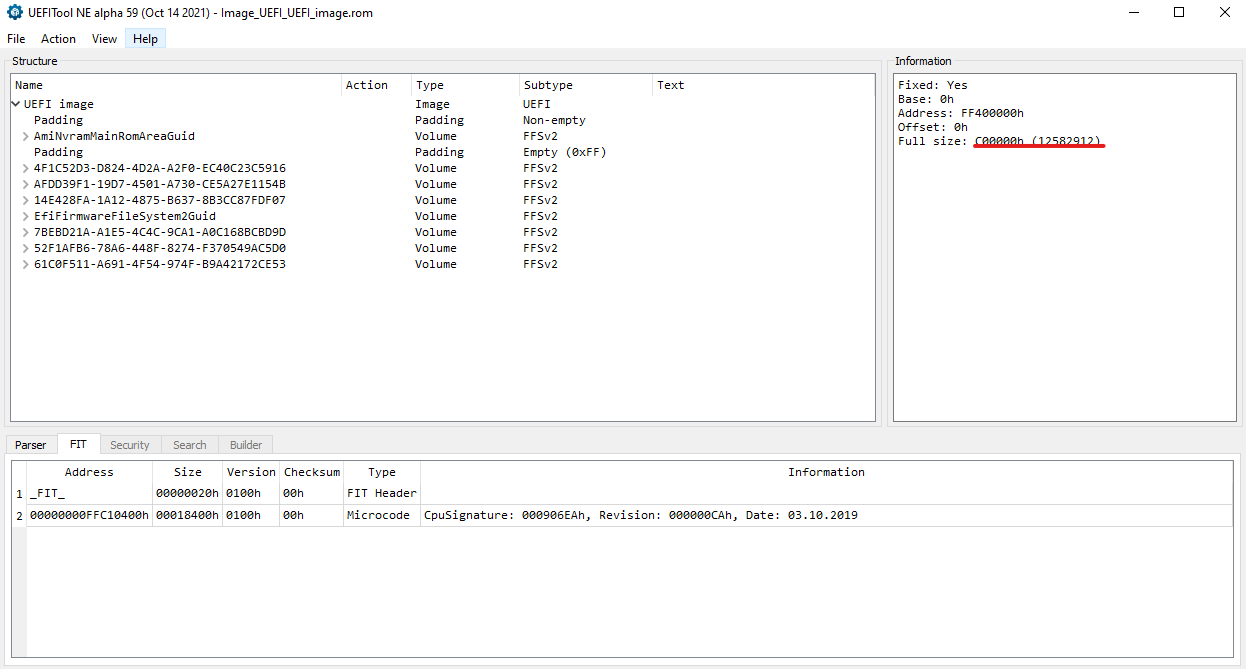 UEFITool NE alpha 59 (Oct 14 2021) - Image_UEFI_UEFI_image.rom
File Action View Help
Structure
Name Action Type Subtype Text
UEFI image Image UEFI
Padding Padding Non-empty
AmiNvramMainRomAreaGuid Volume FFSv2
Padding Padding Empty (0xFF)
4F1C52D3-D824-4D2A-A2F0-EC40C23C5916 Volume FFSv2
AFDD39F1-19D7-4501-A730-CE5A27E1154B Volume FFSv2
14E428FA-1A12-4875-B637-8B3CC87FDF07 Volume FFSv2
EfiFirmwareFileSystem2Guid Volume FFSv2
7BEBD21A-A1E5-4C4C-9CA1-A0C168BCBD9D Volume FFSv2
52F1AFB6-78A6-448F-8274-F370549AC5D0 Volume FFSv2
61C0F511-A691-4F54-974F-B9A42172CE53 Volume FFSv2
Information
Fixed: Yes
Base: 0h
Address: FF400000h
Offset: 0h
Full size: C00000h (12582912)
Parser FIT Security Search Builder
Address Size Version Checksum Type Information
1 _FIT_ 00000020h 0100h 00h FIT Header
2 00000000FFC10400h 00018400h 0100h 00h Microcode CpuSignature: 000906EAh, Revision: 000000CAh, Date: 03.10.2019